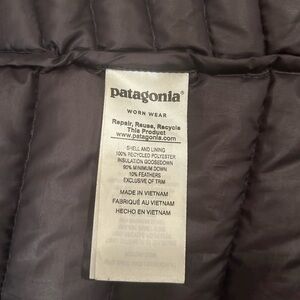 patagonia®
WORN WEAR
Repair, Reuse, Recycle
This Product
www.patagonia.com
SHELL AND LINING
100% RECYCLED POLYESTER
INSULATION GOOSEDOWN
90% MINIMUM DOWN
10% FEATHERS
EXCLUSIVE OF TRIM
MADE IN VIETNAM
FABRIQUÉ AU VIETNAM
HECHO EN VIETNAM